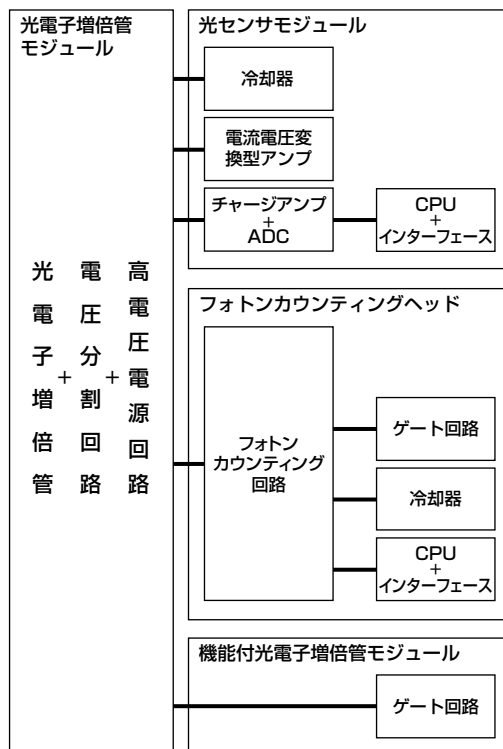 光電子増倍管
モジュール
光電子増倍管
+
電圧分割回路
+
高電圧電源回路
光センサモジュール
冷却器
電流電圧変
換型アンプ
チャージアンプ
+
ADC
CPU
+
インターフェース
フォトンカウンティングヘッド
フォトン
カウンティング
回路
ゲート回路
冷却器
CPU
+
インターフェース
機能付光電子増倍管モジュール
ゲート回路